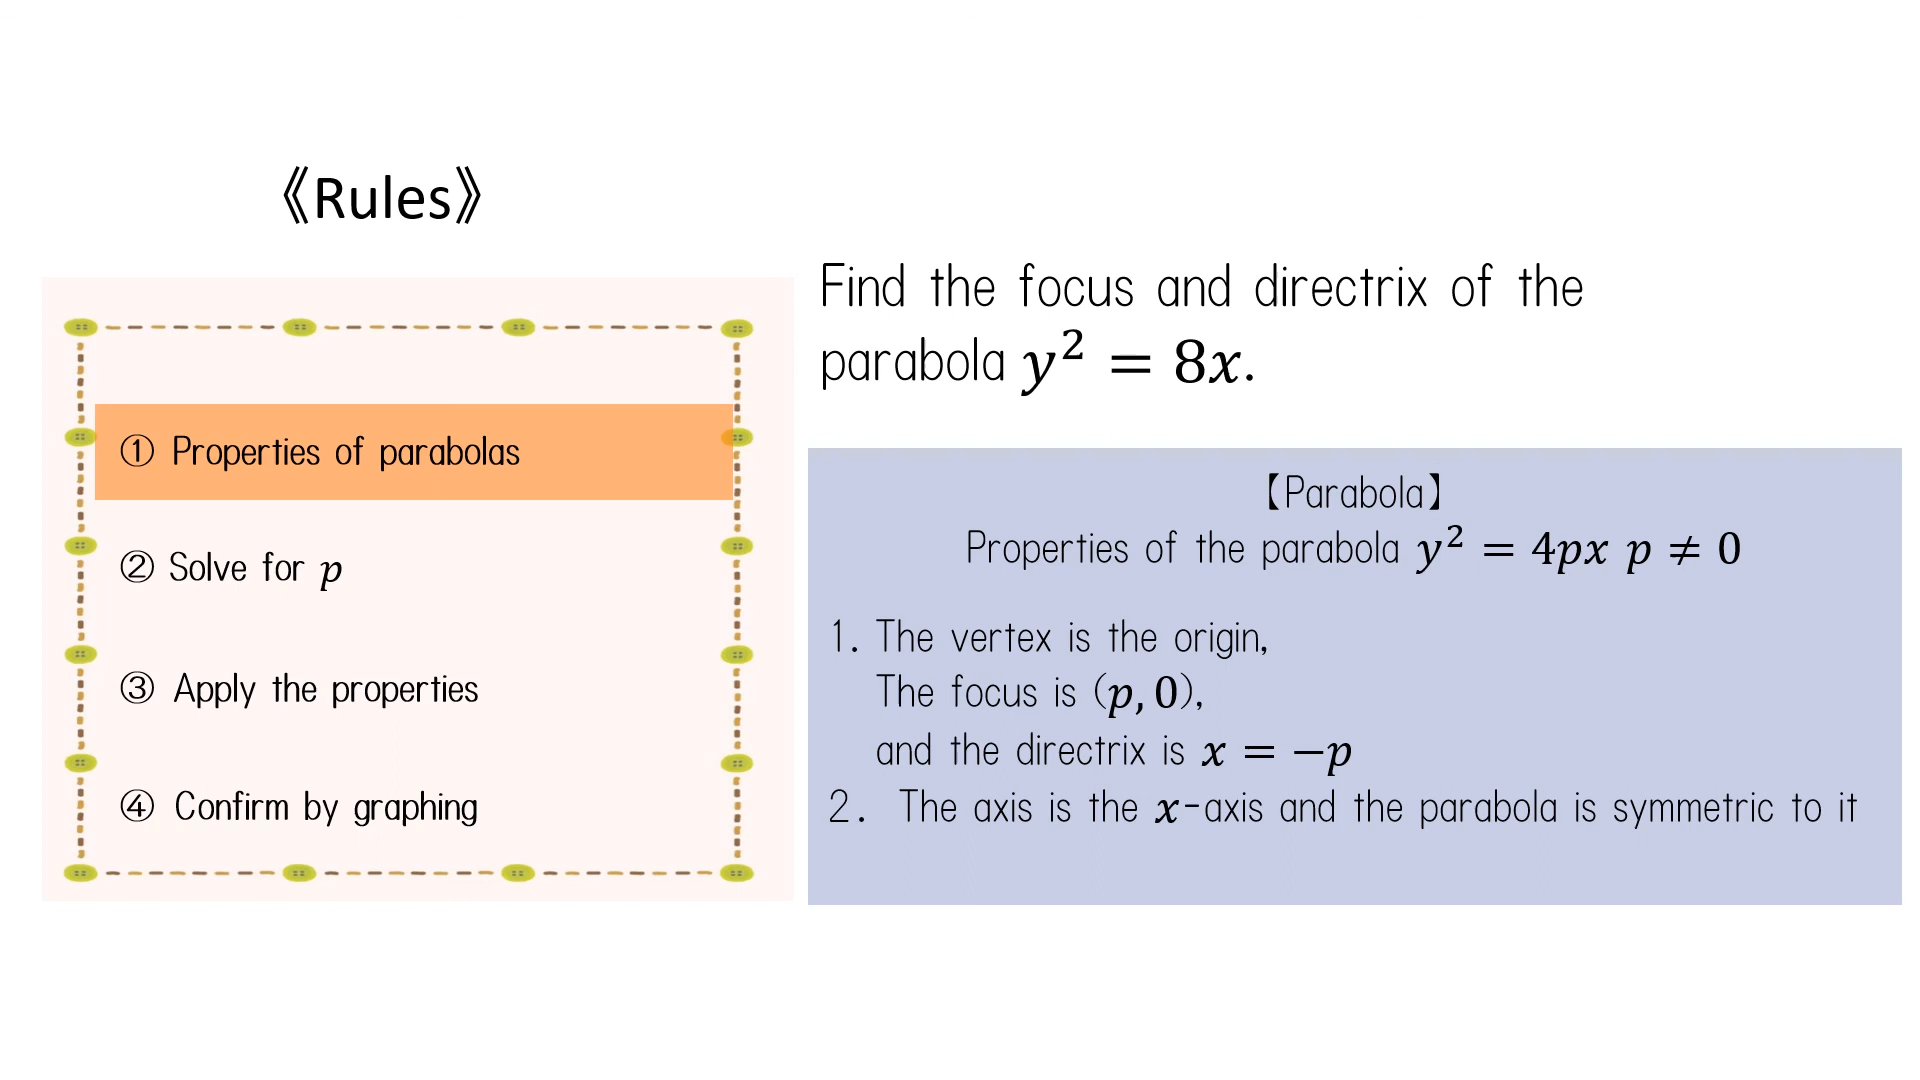 《Rules》
① Properties of parabolas
② Solve for p
③ Apply the properties
④ Confirm by graphing
Find the focus and directrix of the
parabola y² = 8x.
【Parabola】
Properties of the parabola y² = 4px p ≠ 0
1. The vertex is the origin,
The focus is (p, 0),
and the directrix is x = −p
2. The axis is the x-axis and the parabola is symmetric to it